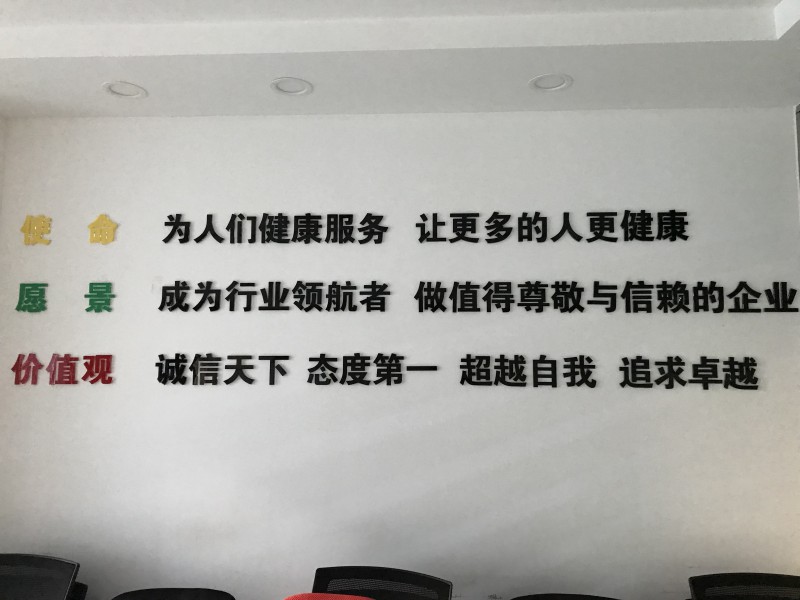 使 命 为人们健康服务 让更多的人更健康
愿 景 成为行业领航者 做值得尊敬与信赖的企业
价值观 诚信天下 态度第一 超越自我 追求卓越